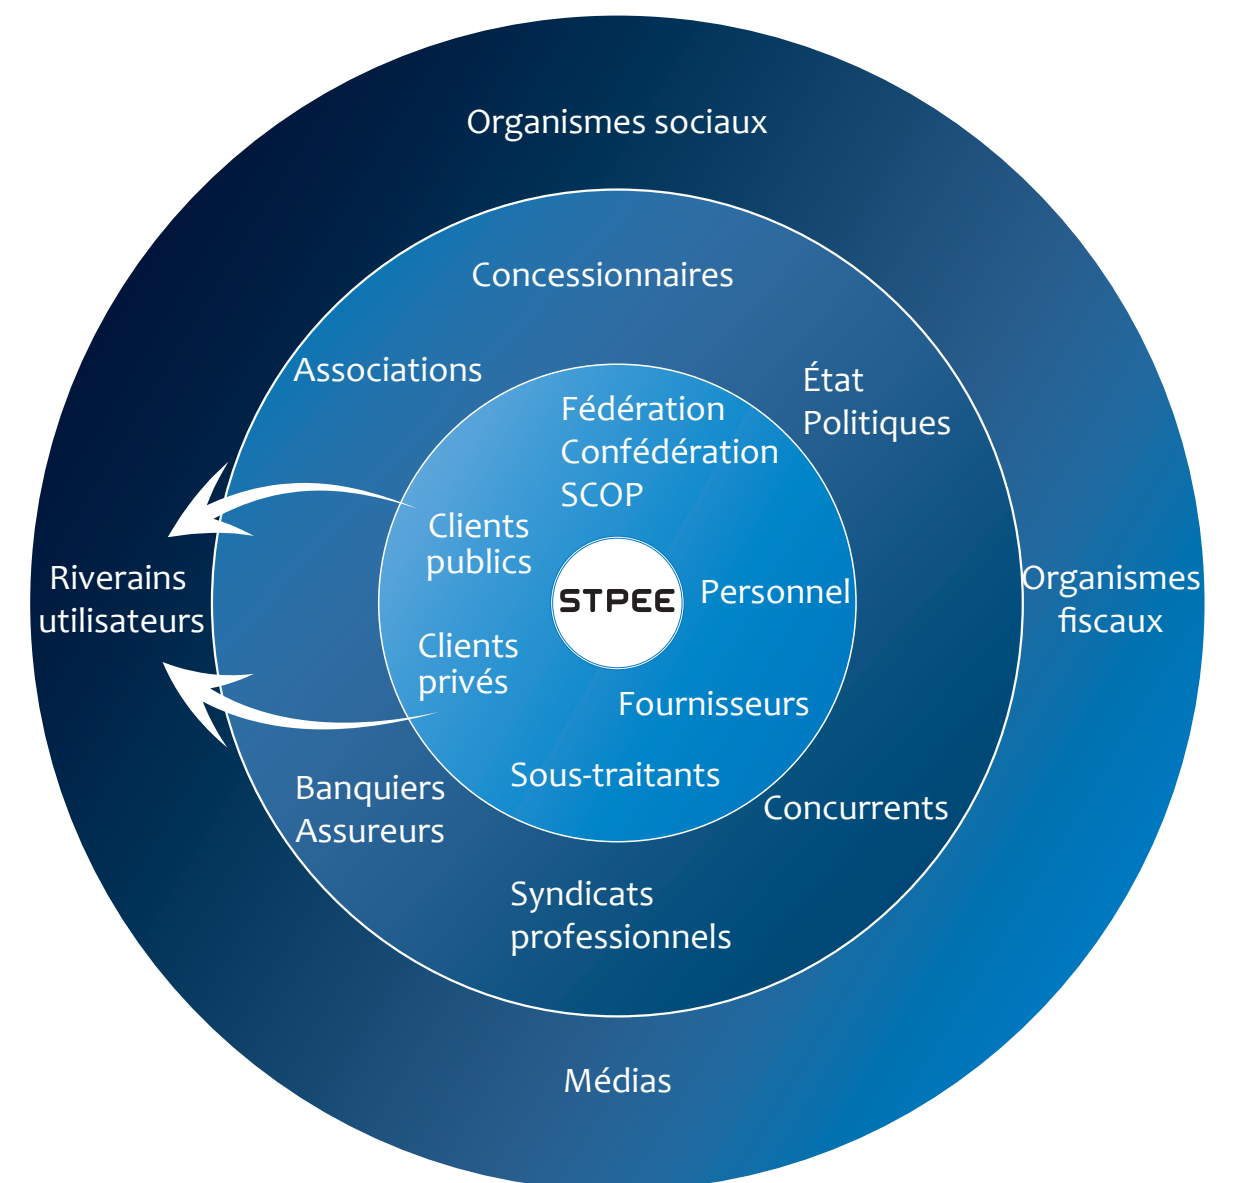 Organismes sociaux
Concessionnaires
Associations
État
Politiques
Fédération
Confédération
SCOP
Clients
publics
Riverains
utilisateurs
STPEE
Personnel
Organismes
fiscaux
Clients
privés
Fournisseurs
Sous-traitants
Banquiers
Assureurs
Concurrents
Syndicats
professionnels
Médias